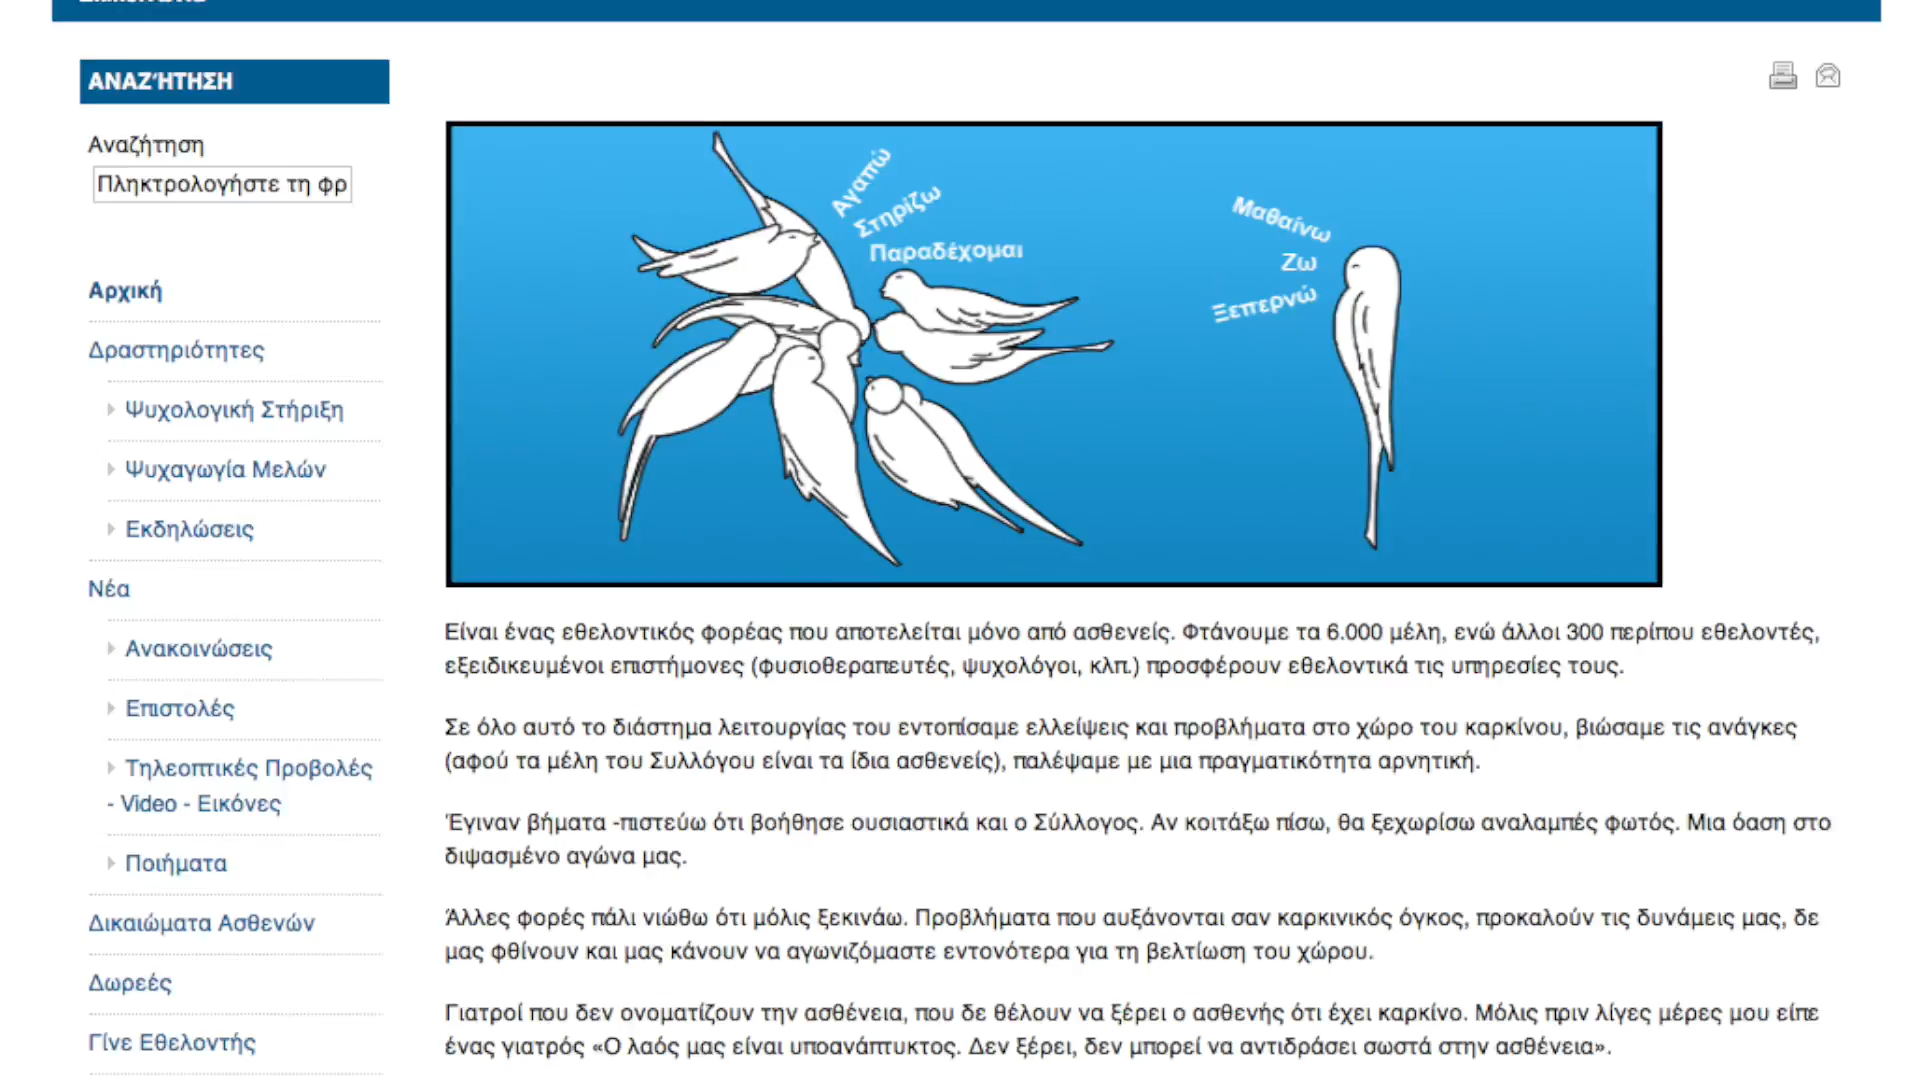 ΑΝΑΖΉΤΗΣΗ
Αναζήτηση
Πληκτρολογήστε τη φρ
Αρχική
Δραστηριότητες
Ψυχολογική Στήριξη
Ψυχαγωγία Μελών
Εκδηλώσεις
Νέα
Ανακοινώσεις
Επιστολές
Τηλεοπτικές Προβολές
- Video - Εικόνες
Ποιήματα
Δικαιώματα Ασθενών
Δωρεές
Γίνε Εθελοντής
Αγαπώ
Στηρίζω
Παραδέχομαι
Μαθαίνω
Ζω
Ξεπερνώ
Είναι ένας εθελοντικός φορέας που αποτελείται μόνο από ασθενείς. Φτάνουμε τα 6.000 μέλη, ενώ άλλοι 300 περίπου εθελοντές,
εξειδικευμένοι επιστήμονες (φυσιοθεραπευτές, ψυχολόγοι, κλπ.) προσφέρουν εθελοντικά τις υπηρεσίες τους.
Σε όλο αυτό το διάστημα λειτουργίας του εντοπίσαμε ελλείψεις και προβλήματα στο χώρο του καρκίνου, βιώσαμε τις ανάγκες
(αφού τα μέλη του Συλλόγου είναι τα ίδια ασθενείς), παλέψαμε με μια πραγματικότητα αρνητική.
Έγιναν βήματα -πιστεύω ότι βοήθησε ουσιαστικά και ο Σύλλογος. Αν κοιτάξω πίσω, θα ξεχωρίσω αναλαμπές φωτός. Μια όαση στο
διψασμένο αγώνα μας.
Άλλες φορές πάλι νιώθω ότι μόλις ξεκινάω. Προβλήματα που αυξάνονται σαν καρκινικός όγκος, προκαλούν τις δυνάμεις μας, δε
μας φθίνουν και μας κάνουν να αγωνιζόμαστε εντονότερα για τη βελτίωση του χώρου.
Γιατροί που δεν ονοματίζουν την ασθένεια, που δε θέλουν να ξέρει ο ασθενής ότι έχει καρκίνο. Μόλις πριν λίγες μέρες μου είπε
ένας γιατρός «Ο λαός μας είναι υποανάπτυκτος. Δεν ξέρει, δεν μπορεί να αντιδράσει σωστά στην ασθένεια».